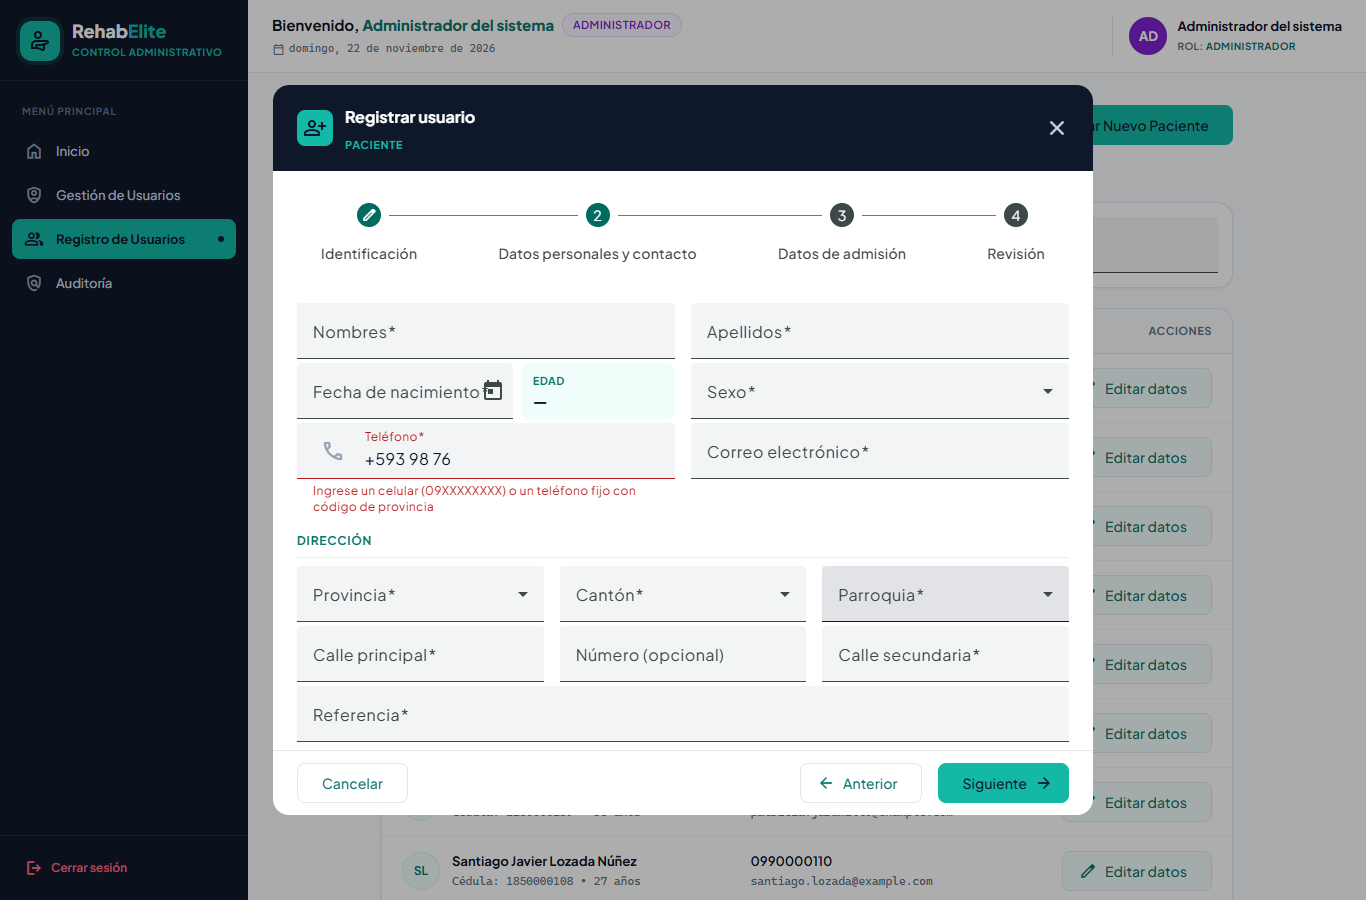 RehabElite
CONTROL ADMINISTRATIVO
MENÚ PRINCIPAL
Inicio
Gestión de Usuarios
Registro de Usuarios
Auditoría
Cerrar sesión
Bienvenido, Administrador del sistema
ADMINISTRADOR
domingo, 22 de noviembre de 2026
AD
Administrador del sistema
ROL: ADMINISTRADOR
Nuevo Paciente
Registrar usuario
PACIENTE
2
3
4
Identificación
Datos personales y contacto
Datos de admisión
Revisión
Nombres*
Apellidos*
Fecha de nacimiento*
EDAD
—
Sexo*
Teléfono*
+593 98 76
Ingrese un celular (09XXXXXXXX) o un teléfono fijo con
código de provincia
Correo electrónico*
DIRECCIÓN
Provincia*
Cantón*
Parroquia*
Calle principal*
Número (opcional)
Calle secundaria*
Referencia*
Cancelar
Anterior
Siguiente
ACCIONES
Editar datos
Editar datos
Editar datos
Editar datos
Editar datos
Editar datos
Editar datos
SL
Santiago Javier Lozada Núñez
Cédula: 1850000108 • 27 años
0990000110
santiago.lozada@example.com
Editar datos